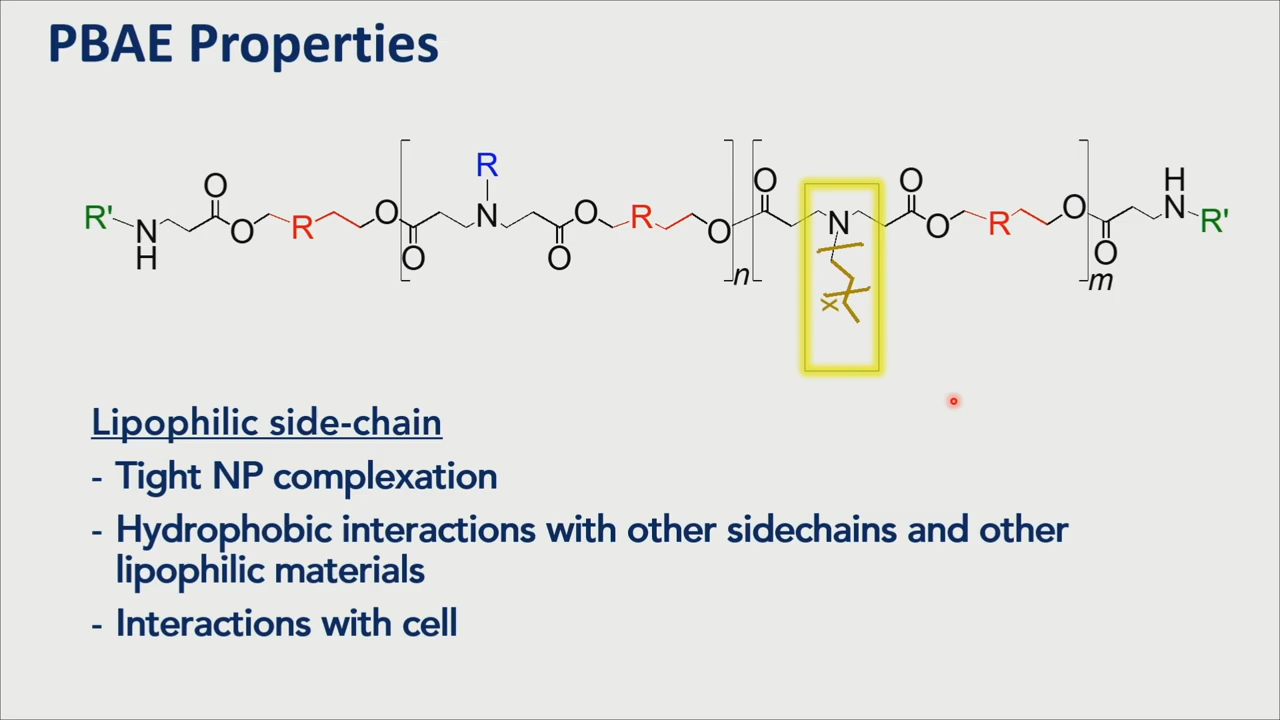 PBAE Properties
R' N H O O R O O R N O O R O n O N O O R O O m H N R'
x
Lipophilic side-chain
- Tight NP complexation
- Hydrophobic interactions with other sidechains and other
lipophilic materials
- Interactions with cell